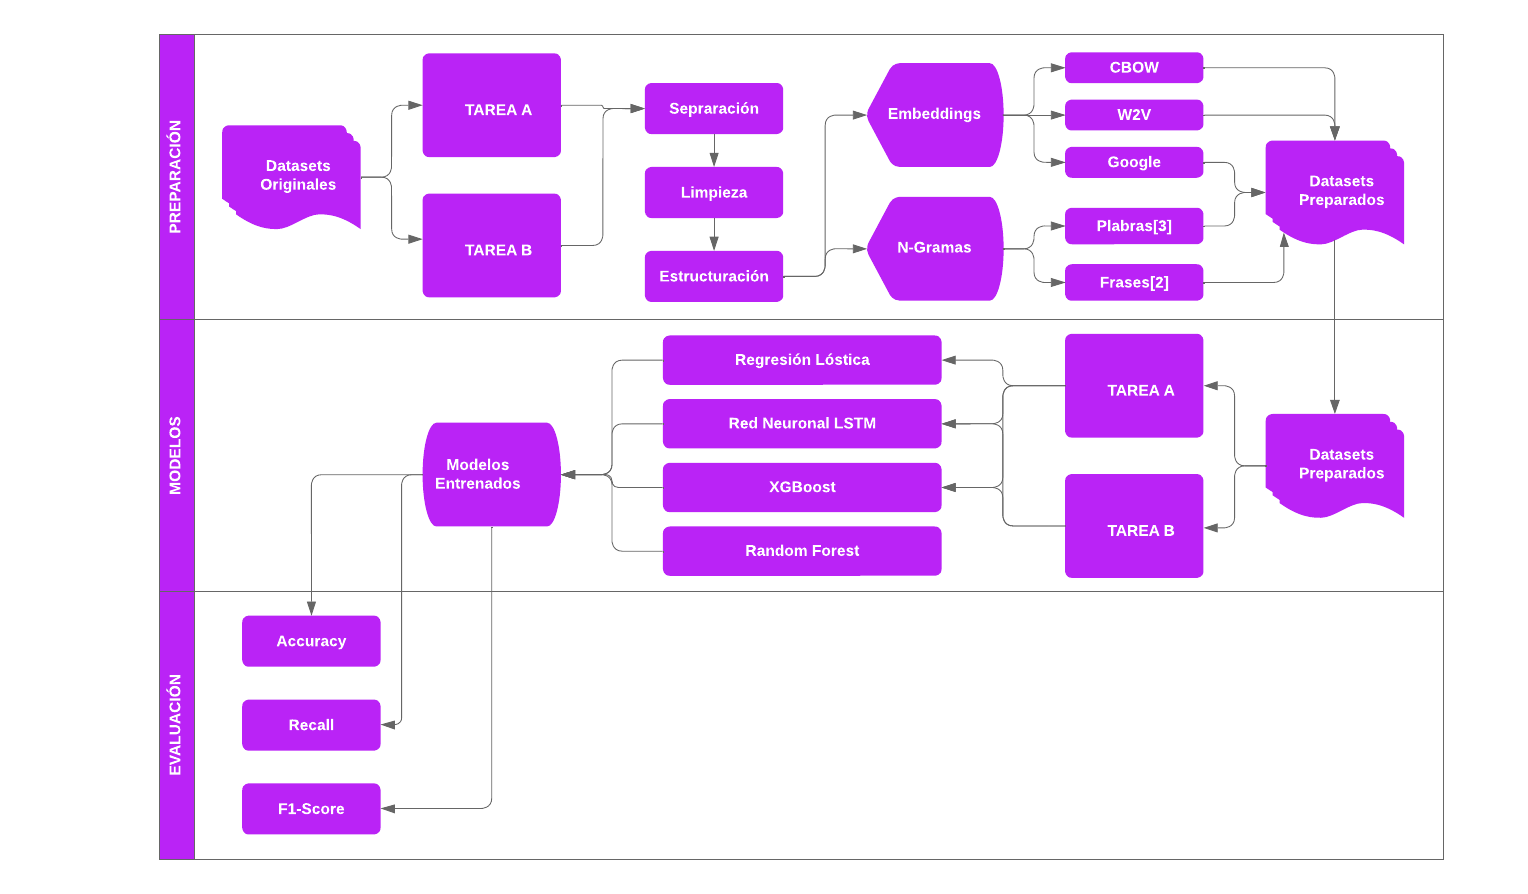 PREPARACIÓN
Datasets
Originales
TAREA A
TAREA B
Sepraración
Limpieza
Estructuración
Embeddings
N-Gramas
CBOW
W2V
Google
Plabras[3]
Frases[2]
Datasets
Preparados
MODELOS
Datasets
Preparados
TAREA A
TAREA B
Regresión Lóstica
Red Neuronal LSTM
XGBoost
Random Forest
Modelos
Entrenados
EVALUACIÓN
Accuracy
Recall
F1-Score